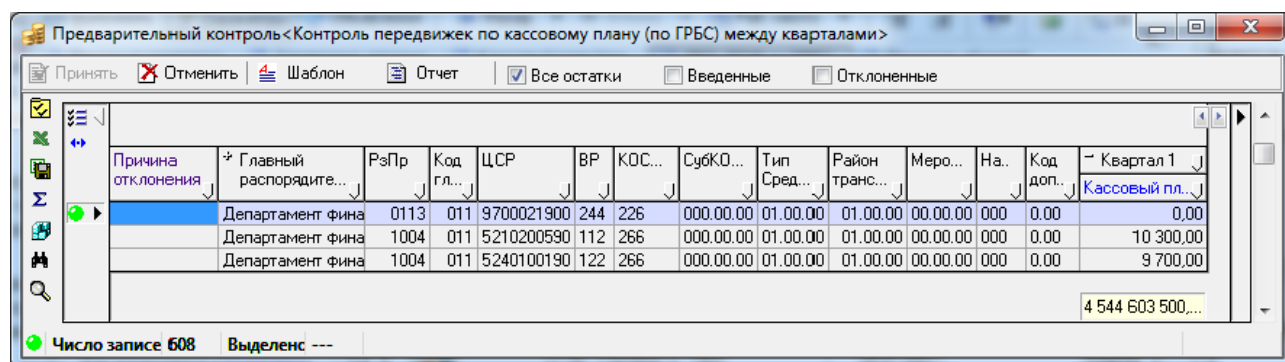 Предварительный контроль<Контроль передвижек по кассовому плану (по ГРБС) между кварталами>
Принять Отменить Шаблон Отчет Все остатки Введенные Отклоненные
Причина отклонения Главный распорядите... РзПр Код гл... ЦСР ВР КОС... СубКО... Тип Сред... Район транс... Меро... На.. Код доп... Квартал 1
Кассовый пл...
Департамент фина 0113 011 9700021900 244 226 000.00.00 01.00.00 01.00.00 00.00.00 000 0.00 0,00
Департамент фина 1004 011 5210200590 112 266 000.00.00 01.00.00 01.00.00 00.00.00 000 0.00 10 300,00
Департамент фина 1004 011 5240100190 122 266 000.00.00 01.00.00 01.00.00 00.00.00 000 0.00 9 700,00
4 544 603 500,...
Число записе 608 Выделенс ---